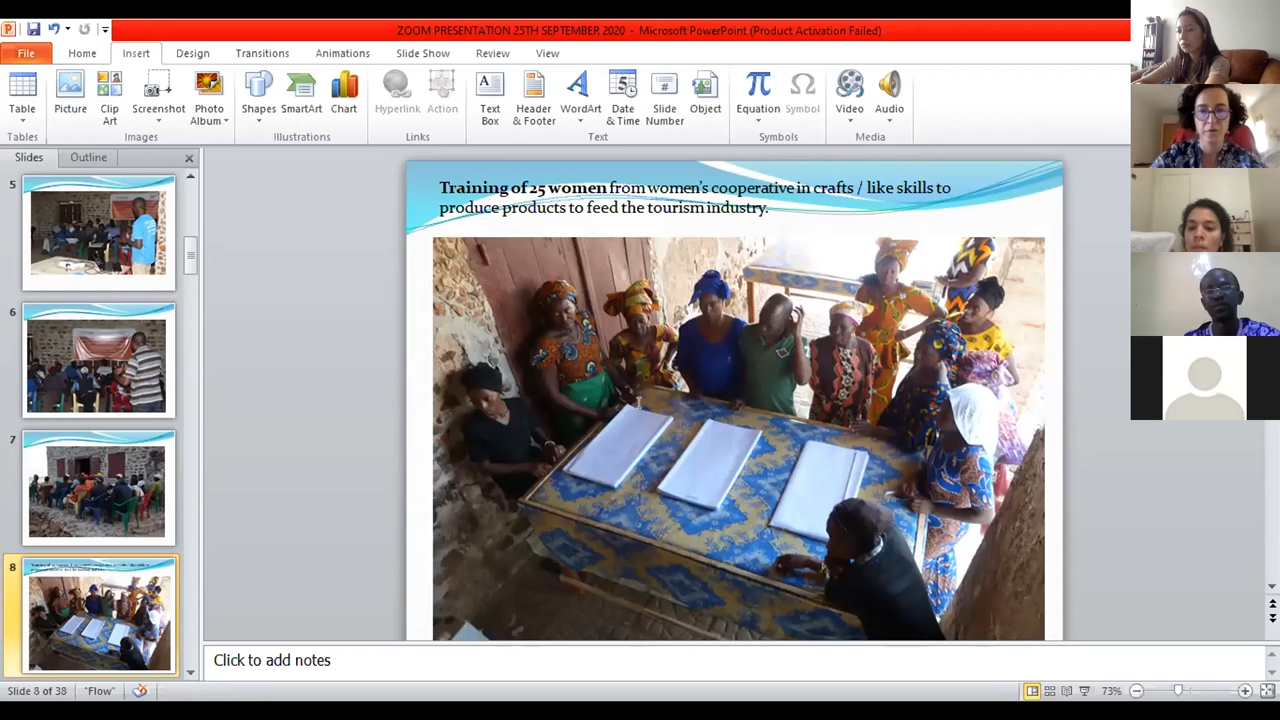 ZOOM PRESENTATION 25TH SEPTEMBER 2020 - Microsoft PowerPoint (Product Activation Failed)
File Home Insert Design Transitions Animations Slide Show Review View
Table Picture Clip Art Screenshot Photo Album Shapes SmartArt Chart Hyperlink Action Text Box Header & Footer WordArt Date & Time Slide Number Object Equation Symbol Video Audio
Tables Images Illustrations Links Text Symbols Media
Slides Outline
5
6
7
8
Training of 25 women from women's cooperative in crafts / like skills to
produce products to feed the tourism industry.
Click to add notes
Slide 8 of 38 "Flow" 73%